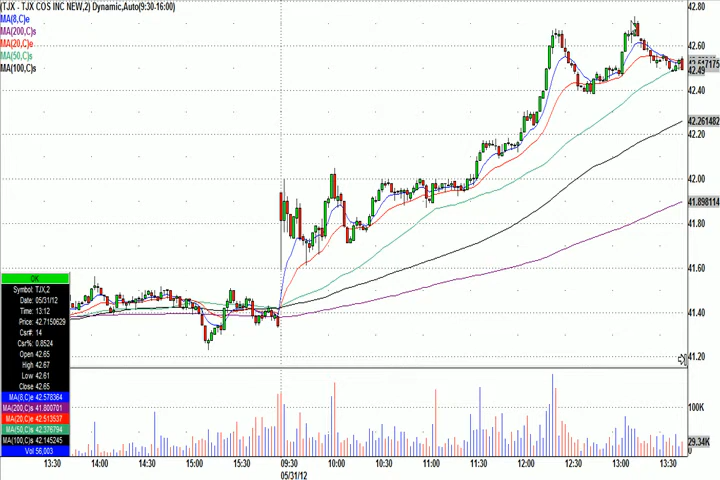 (TJX - TJX COS INC NEW,2) Dynamic,Auto(9:30-16:00)
MA(8,C)e
MA(200,C)s
MA(20,C)e
MA(50,C)s
MA(100,C)s
42.80
42.60
42.49
42.40
42.261482
42.20
42.00
41.898114
41.80
41.60
41.40
41.20
OK
Symbol: TJX,2
Date: 05/31/12
Time: 13:12
Price: 42.7150629
Csr#: 14
Csr%: 0.8524
Open 42.65
High 42.67
Low 42.61
Close 42.65
MA(8,C)e 42.578364
MA(200,C)s 41.800701
MA(20,C)e 42.513537
MA(50,C)s 42.376794
MA(100,C)s 42.145245
Vol 56,003
100K
29.34K
0
13:30 14:00 14:30 15:00 15:30 09:30 10:00 10:30 11:00 11:30 12:00 12:30 13:00 13:30
05/31/12